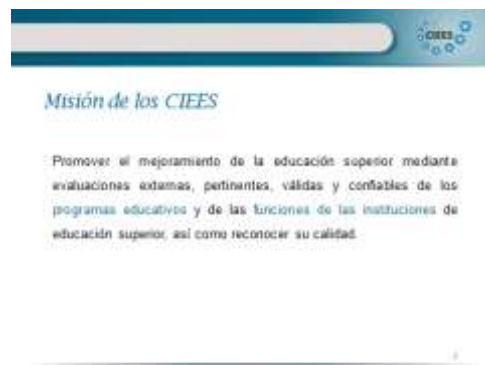 CIEES
Misión de los CIEES
Promover el mejoramiento de la educación superior mediante
evaluaciones externas, pertinentes, válidas y confiables de los
programas educativos y de las funciones de las instituciones de
educación superior, así como reconocer su calidad.